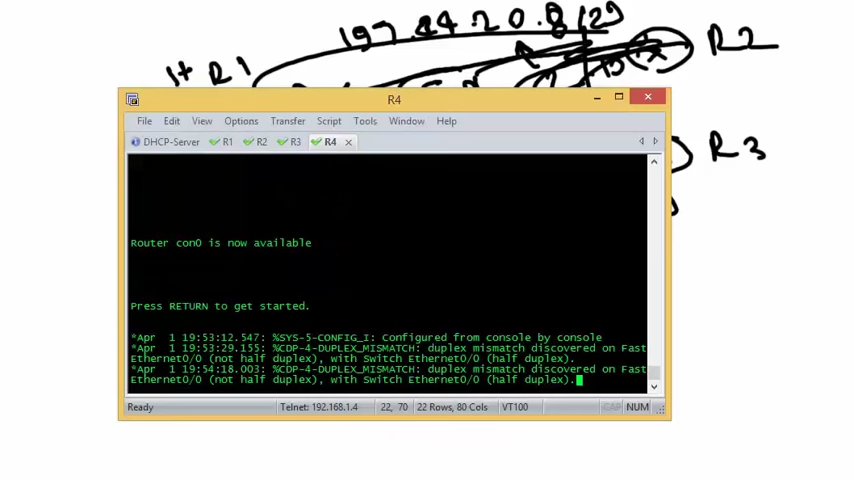 197.44.20.8 (2)
R2
1+ R1
R4
File Edit View Options Transfer Script Tools Window Help
DHCP-Server R1 R2 R3 R4
R3
Router con0 is now available
Press RETURN to get started.
*Apr  1 19:53:12.547: %SYS-5-CONFIG_I: Configured from console by console
*Apr  1 19:53:29.155: %CDP-4-DUPLEX_MISMATCH: duplex mismatch discovered on Fast
Ethernet0/0 (not half duplex), with Switch Ethernet0/0 (half duplex).
*Apr  1 19:54:18.003: %CDP-4-DUPLEX_MISMATCH: duplex mismatch discovered on Fast
Ethernet0/0 (not half duplex), with Switch Ethernet0/0 (half duplex).
Ready Telnet: 192.168.1.4 22, 70 22 Rows, 80 Cols VT100 CAP NUM